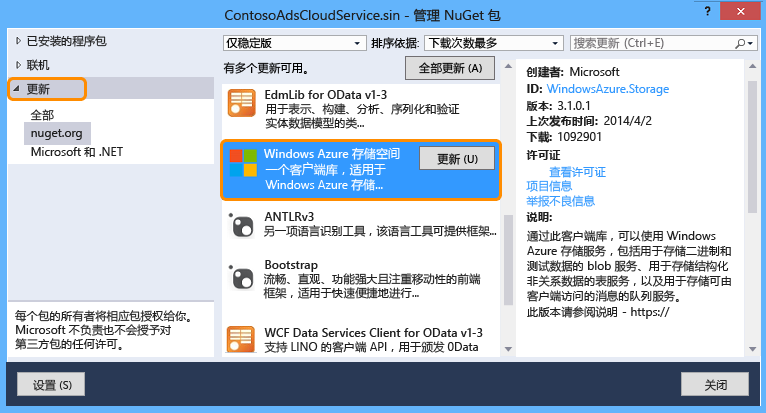 ContosoAdsCloudService.sin - 管理 NuGet 包
已安装的程序包
联机
更新
全部
nuget.org
Microsoft 和 .NET
每个包的所有者将相应包授权给你。
Microsoft 不负责也不会授予对
第三方包的任何许可。
仅稳定版
排序依据: 下载次数最多
有多个更新可用。
全部更新 (A)
EdmLib for OData v1-3
用于表示、构建、分析、序列化和验证
实体数据模型的类...
Windows Azure 存储空间
一个客户端库，适用于
Windows Azure 存储...
更新 (U)
ANTLRv3
另一项语言识别工具，该语言工具可提供框架...
Bootstrap
流畅、直观、功能强大且注重移动性的前端
框架，适用于快速便捷地进行...
WCF Data Services Client for OData v1-3
支持 LINO 的客户端 API，用于颁发 0Data
搜索更新 (Ctrl+E)
创建者: Microsoft
ID: WindowsAzure.Storage
版本: 3.1.0.1
上次发布时间: 2014/4/2
下载: 1092901
许可证
查看许可证
项目信息
举报不良信息
说明:
通过此客户端库，可以使用 Windows
Azure 存储服务，包括用于存储二进制和
测试数据的 blob 服务、用于存储结构化
非关系数据的表服务，以及用于存储可由
客户端访问的消息的队列服务。
此版本请参阅说明 - https://
设置 (S)
关闭